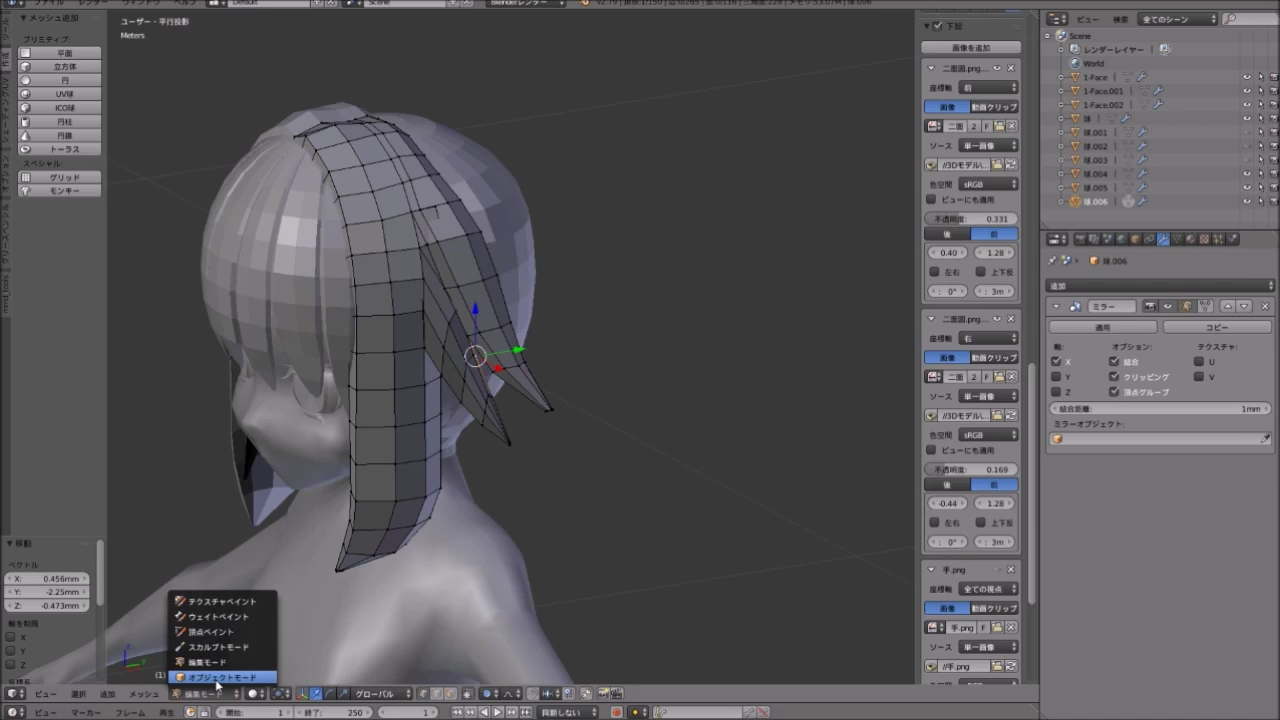 ファイル レンダー ウィンドウ ヘルプ
Default
Scene
Blenderレンダー
メッシュ追加
プリミティブ:
平面
立方体
円
UV球
ICO球
円柱
円錐
トーラス
スペシャル:
グリッド
モンキー
移動
ベクトル
X: 0.456mm
Y: -2.25mm
Z: -0.473mm
軸を制限
X
Y
Z
座標系
ユーザー・平行投影
Meters
テクスチャペイント
ウェイトペイント
頂点ペイント
スカルプトモード
編集モード
オブジェクトモード
ビュー 選択 追加 メッシュ 編集モード グローバル
ビュー マーカー フレーム 再生 開始: 1 終了: 250 1 同期しない
下絵
画像を追加
二面図.png...
座標軸: 前
画像 動画クリップ
二面 2 F
ソース: 単一画像
//3Dモデル\...
色空間: sRGB
ビューにも適用
不透明度: 0.331
後 前
0.40 1.28
左右 上下反
: 0° : 3m
二面図.png...
座標軸: 右
画像 動画クリップ
二面 2 F
ソース: 単一画像
//3Dモデル\...
色空間: sRGB
ビューにも適用
不透明度: 0.169
後 前
-0.44 1.28
左右 上下反
: 0° : 3m
手.png
座標軸: 全ての視点
画像 動画クリップ
手.png F
ソース: 単一画像
//手.png
ビュー 検索 全てのシーン
Scene
レンダーレイヤー
World
1-Face
1-Face.001
1-Face.002
球
球.001
球.002
球.003
球.004
球.005
球.006
球.006
追加
ミラー
適用 コピー
軸: オプション: テクスチャ:
X 結合 U
Y クリッピング V
Z 頂点グループ
結合距離: 1mm
ミラーオブジェクト: